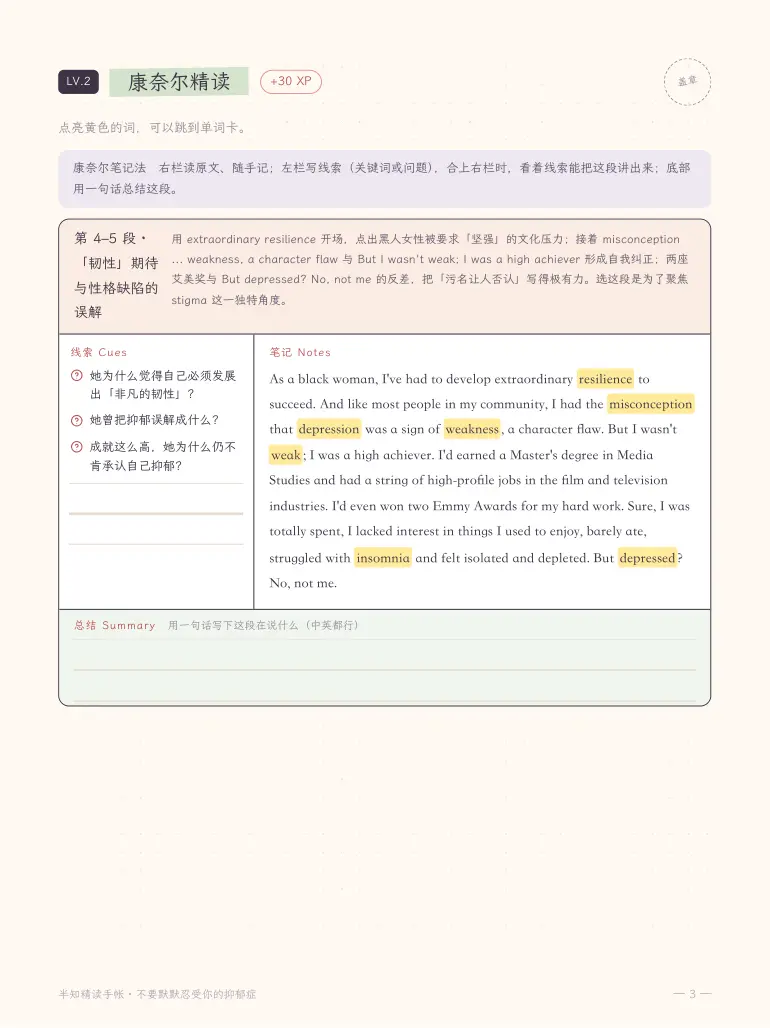 LV.2 康奈尔精读 +30 XP 盖章
点亮黄色的词，可以跳到单词卡。
康奈尔笔记法 右栏读原文、随手记；左栏写线索（关键词或问题），合上右栏时，看着线索能把这段讲出来；底部
用一句话总结这段。
第 4–5 段·
「韧性」期待
与性格缺陷的
误解
用 extraordinary resilience 开场，点出黑人女性被要求「坚强」的文化压力；接着 misconception
... weakness, a character flaw 与 But I wasn't weak; I was a high achiever 形成自我纠正；两座
艾美奖与 But depressed? No, not me 的反差，把「污名让人否认」写得极有力。选这段是为了聚焦
stigma 这一独特角度。
线索 Cues
她为什么觉得自己必须发展
出「非凡的韧性」？
她曾把抑郁误解成什么？
成就这么高，她为什么仍不
肯承认自己抑郁？
笔记 Notes
As a black woman, I've had to develop extraordinary resilience to
succeed. And like most people in my community, I had the misconception
that depression was a sign of weakness, a character flaw. But I wasn't
weak; I was a high achiever. I'd earned a Master's degree in Media
Studies and had a string of high-profile jobs in the film and television
industries. I'd even won two Emmy Awards for my hard work. Sure, I was
totally spent, I lacked interest in things I used to enjoy, barely ate,
struggled with insomnia and felt isolated and depleted. But depressed?
No, not me.
总结 Summary 用一句话写下这段在说什么（中英都行）
半知精读手帐·不要默默忍受你的抑郁症 — 3 —